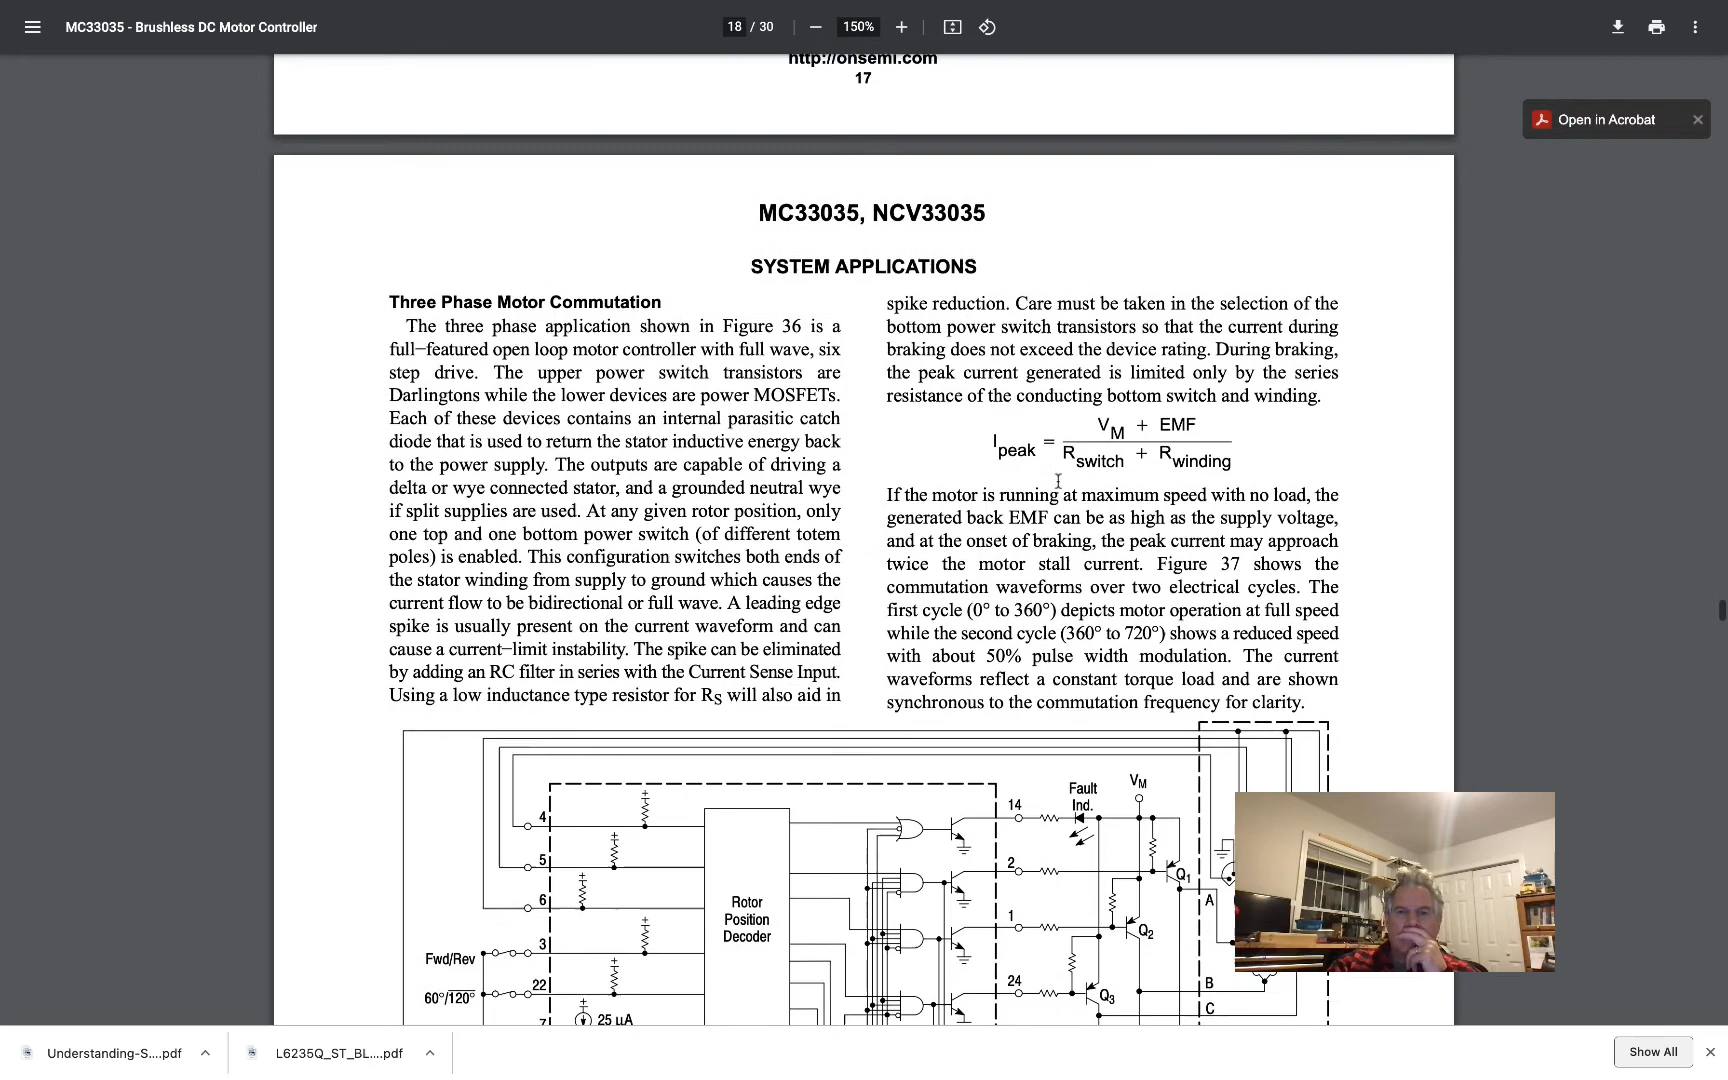 MC33035 - Brushless DC Motor Controller
18 / 30
150%
http://onsemi.com
17
Open in Acrobat
MC33035, NCV33035
SYSTEM APPLICATIONS
Three Phase Motor Commutation
The three phase application shown in Figure 36 is a
full−featured open loop motor controller with full wave, six
step drive. The upper power switch transistors are
Darlingtons while the lower devices are power MOSFETs.
Each of these devices contains an internal parasitic catch
diode that is used to return the stator inductive energy back
to the power supply. The outputs are capable of driving a
delta or wye connected stator, and a grounded neutral wye
if split supplies are used. At any given rotor position, only
one top and one bottom power switch (of different totem
poles) is enabled. This configuration switches both ends of
the stator winding from supply to ground which causes the
current flow to be bidirectional or full wave. A leading edge
spike is usually present on the current waveform and can
cause a current−limit instability. The spike can be eliminated
by adding an RC filter in series with the Current Sense Input.
Using a low inductance type resistor for RS will also aid in
spike reduction. Care must be taken in the selection of the
bottom power switch transistors so that the current during
braking does not exceed the device rating. During braking,
the peak current generated is limited only by the series
resistance of the conducting bottom switch and winding.
VM + EMF
Ipeak =
Rswitch + Rwinding
If the motor is running at maximum speed with no load, the
generated back EMF can be as high as the supply voltage,
and at the onset of braking, the peak current may approach
twice the motor stall current. Figure 37 shows the
commutation waveforms over two electrical cycles. The
first cycle (0° to 360°) depicts motor operation at full speed
while the second cycle (360° to 720°) shows a reduced speed
with about 50% pulse width modulation. The current
waveforms reflect a constant torque load and are shown
synchronous to the commutation frequency for clarity.
4
5
6
3
Fwd/Rev
22
60°/120°
7
25 µA
Rotor
Position
Decoder
14
2
1
24
Fault
Ind.
VM
Q1
Q2
Q3
A
B
C
Understanding-S....pdf
L6235Q_ST_BL....pdf
Show All